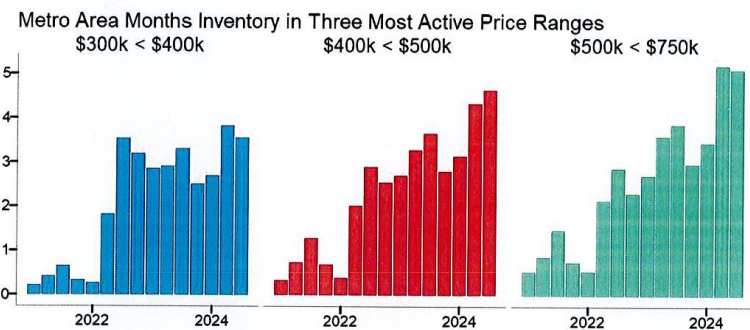 Metro Area Months Inventory in Three Most Active Price Ranges
$300k < $400k $400k < $500k $500k < $750k
5
4
3
2
1
0
2022 2024 2022 2024 2022 2024